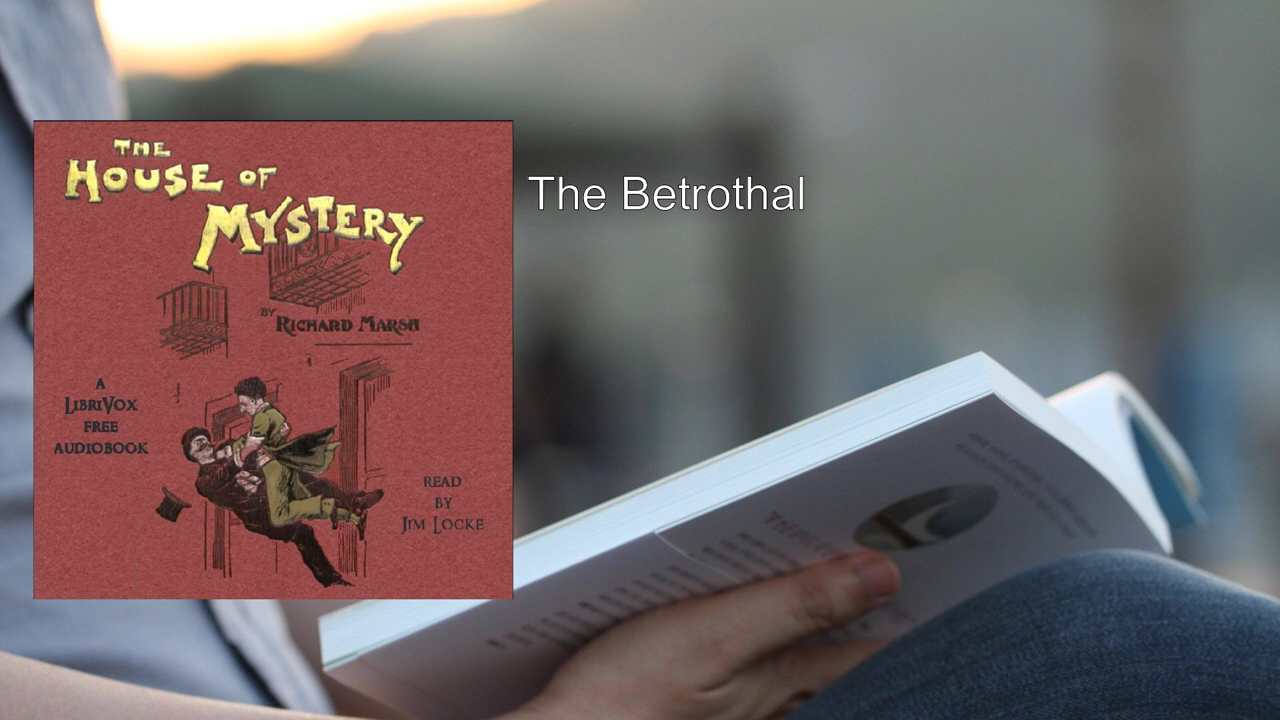 THE
HOUSE OF
MYSTERY
BY RICHARD MARSH
A
LIBRIVOX
FREE
AUDIOBOOK
READ
BY
JIM LOCKE
The Betrothal